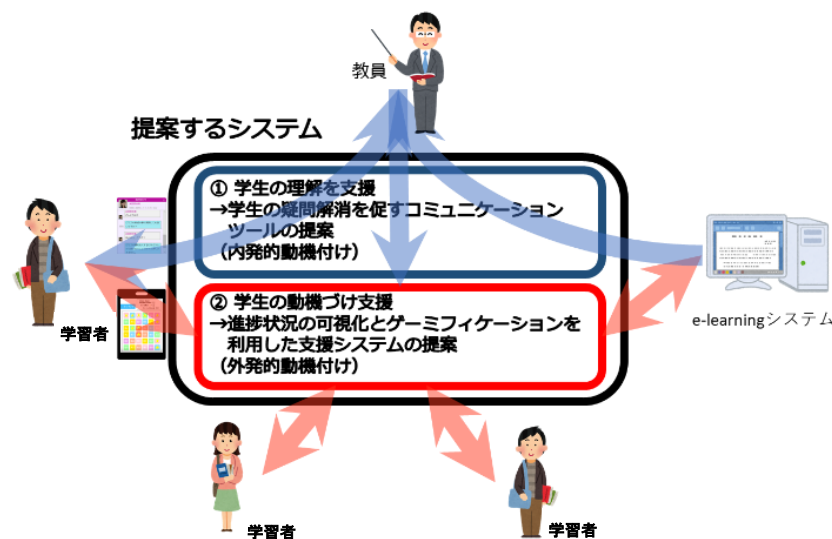 教員
提案するシステム
① 学生の理解を支援
→学生の疑問解消を促すコミュニケーション
ツールの提案
（内発的動機付け）
② 学生の動機づけ支援
→進捗状況の可視化とゲーミフィケーションを
利用した支援システムの提案
（外発的動機付け）
学習者
e-learningシステム
学習者
学習者